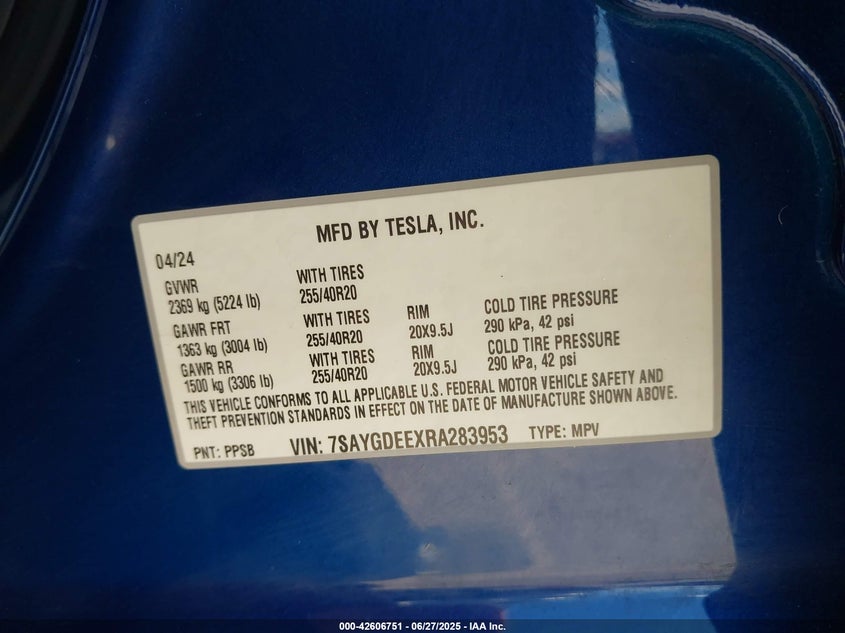 MFD BY TESLA, INC.
04/24
GVWR WITH TIRES
2369 kg (5224 lb) 255/40R20
GAWR FRT WITH TIRES RIM COLD TIRE PRESSURE
1363 kg (3004 lb) 255/40R20 20X9.5J 290 kPa, 42 psi
GAWR RR WITH TIRES RIM COLD TIRE PRESSURE
1500 kg (3306 lb) 255/40R20 20X9.5J 290 kPa, 42 psi
THIS VEHICLE CONFORMS TO ALL APPLICABLE U.S. FEDERAL MOTOR VEHICLE SAFETY AND
THEFT PREVENTION STANDARDS IN EFFECT ON THE DATE OF MANUFACTURE SHOWN ABOVE.
PNT: PPSB VIN: 7SAYGDEEXRA283953 TYPE: MPV
000-42606751 - 06/27/2025 - IAA Inc.